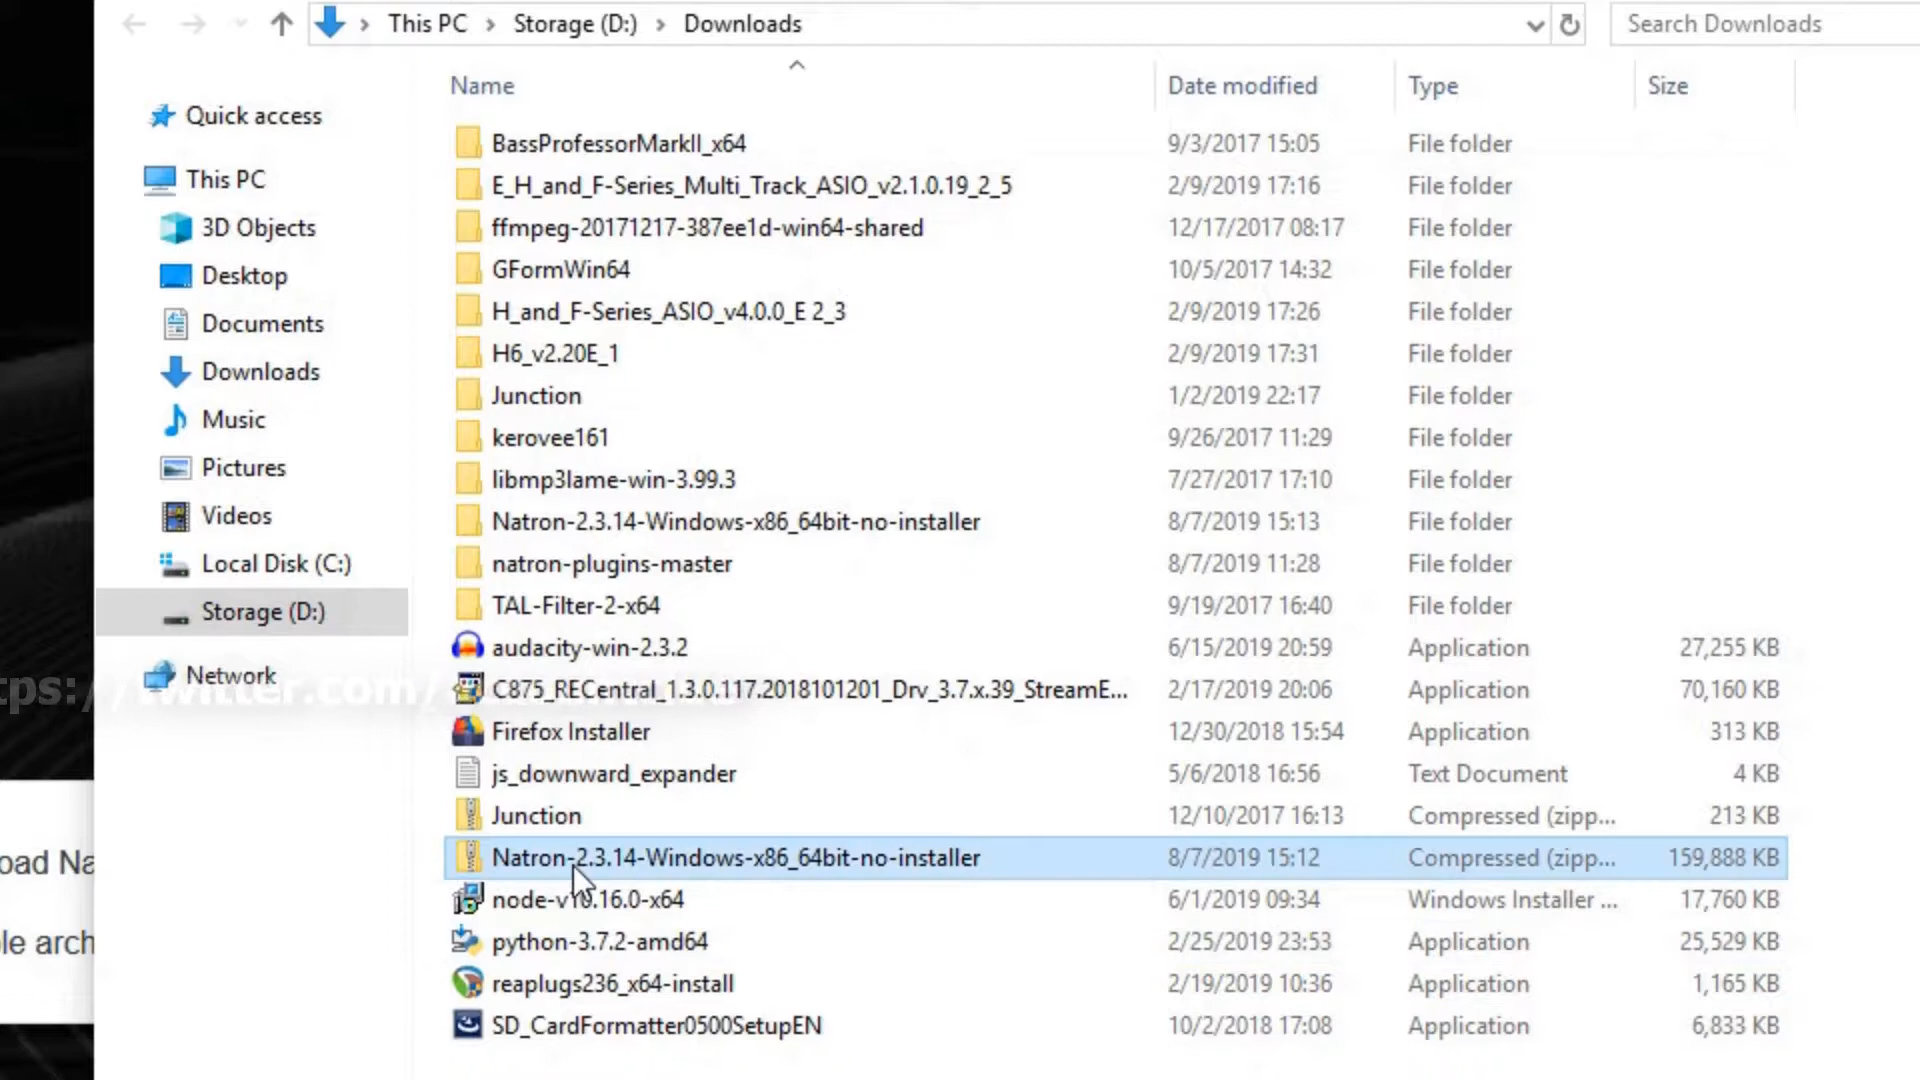 This PC > Storage (D:) > Downloads
Search Downloads
Name Date modified Type Size
Quick access
This PC
3D Objects
Desktop
Documents
Downloads
Music
Pictures
Videos
Local Disk (C:)
Storage (D:)
Network
BassProfessorMarkII_x64 9/3/2017 15:05 File folder
E_H_and_F-Series_Multi_Track_ASIO_v2.1.0.19_2_5 2/9/2019 17:16 File folder
ffmpeg-20171217-387ee1d-win64-shared 12/17/2017 08:17 File folder
GFormWin64 10/5/2017 14:32 File folder
H_and_F-Series_ASIO_v4.0.0_E 2_3 2/9/2019 17:26 File folder
H6_v2.20E_1 2/9/2019 17:31 File folder
Junction 1/2/2019 22:17 File folder
kerovee161 9/26/2017 11:29 File folder
libmp3lame-win-3.99.3 7/27/2017 17:10 File folder
Natron-2.3.14-Windows-x86_64bit-no-installer 8/7/2019 15:13 File folder
natron-plugins-master 8/7/2019 11:28 File folder
TAL-Filter-2-x64 9/19/2017 16:40 File folder
audacity-win-2.3.2 6/15/2019 20:59 Application 27,255 KB
C875_RECentral_1.3.0.117.2018101201_Drv_3.7.x.39_StreamE... 2/17/2019 20:06 Application 70,160 KB
Firefox Installer 12/30/2018 15:54 Application 313 KB
js_downward_expander 5/6/2018 16:56 Text Document 4 KB
Junction 12/10/2017 16:13 Compressed (zipp... 213 KB
Natron-2.3.14-Windows-x86_64bit-no-installer 8/7/2019 15:12 Compressed (zipp... 159,888 KB
node-v10.16.0-x64 6/1/2019 09:34 Windows Installer ... 17,760 KB
python-3.7.2-amd64 2/25/2019 23:53 Application 25,529 KB
reaplugs236_x64-install 2/19/2019 10:36 Application 1,165 KB
SD_CardFormatter0500SetupEN 10/2/2018 17:08 Application 6,833 KB
tps://twitter.com/
oad Na
le arch